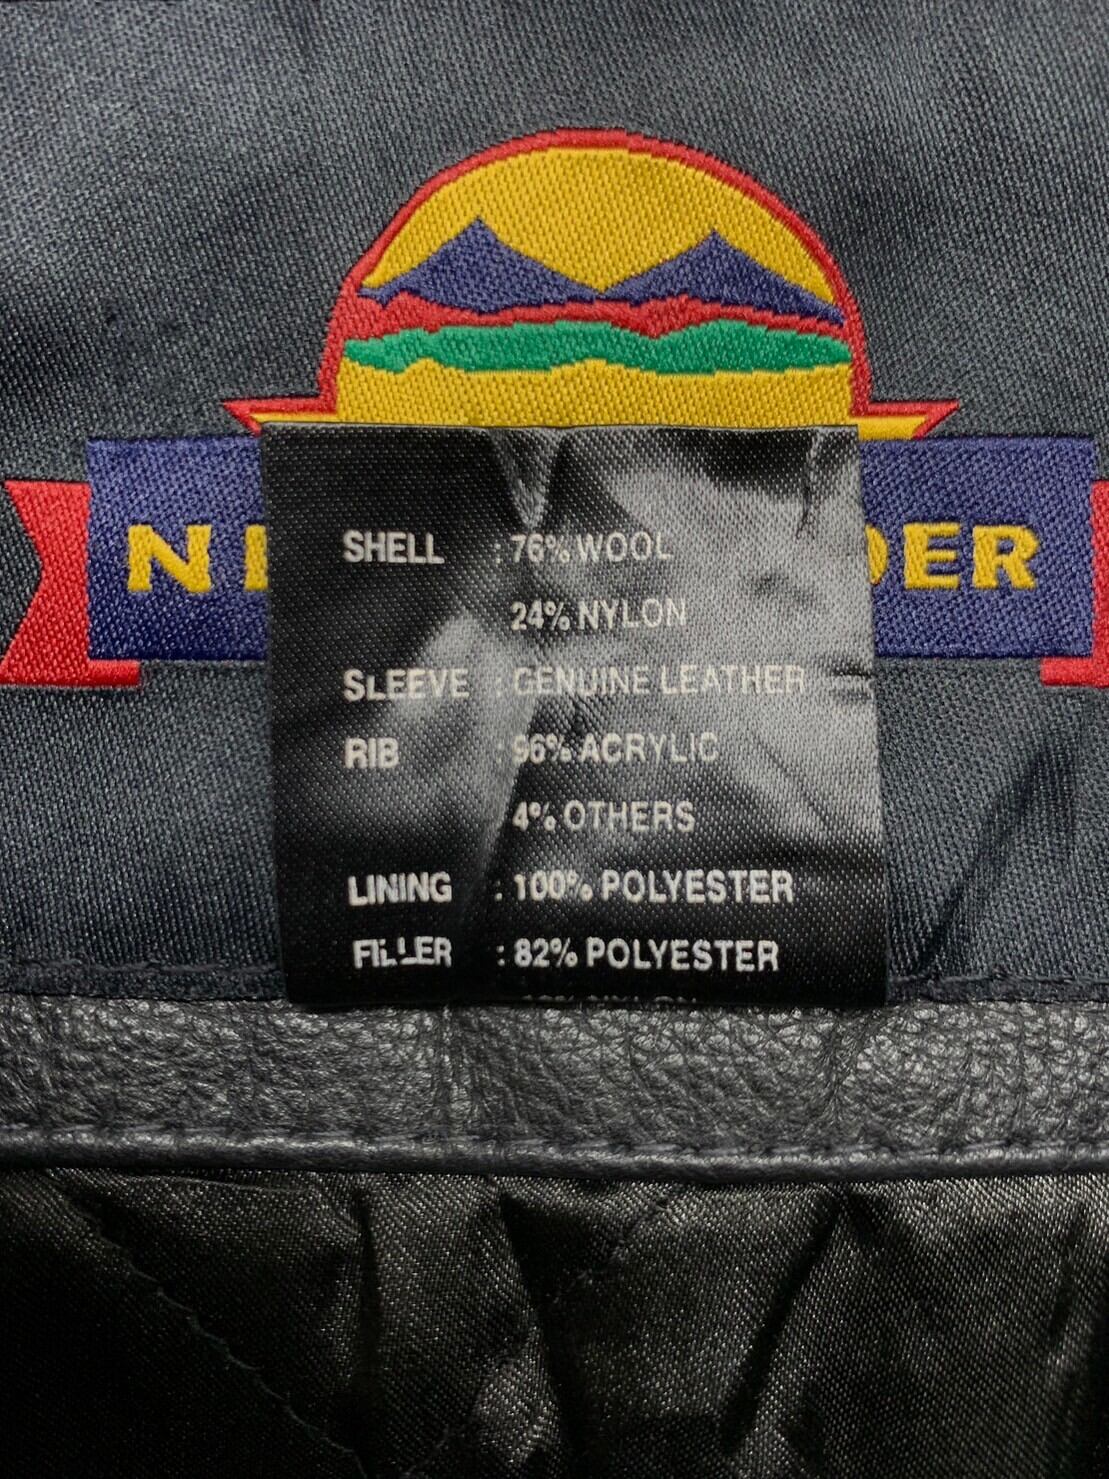 N
DER
SHELL : 76% WOOL
24% NYLON
SLEEVE : GENUINE LEATHER
RIB : 96% ACRYLIC
4% OTHERS
LINING : 100% POLYESTER
FILLER : 82% POLYESTER